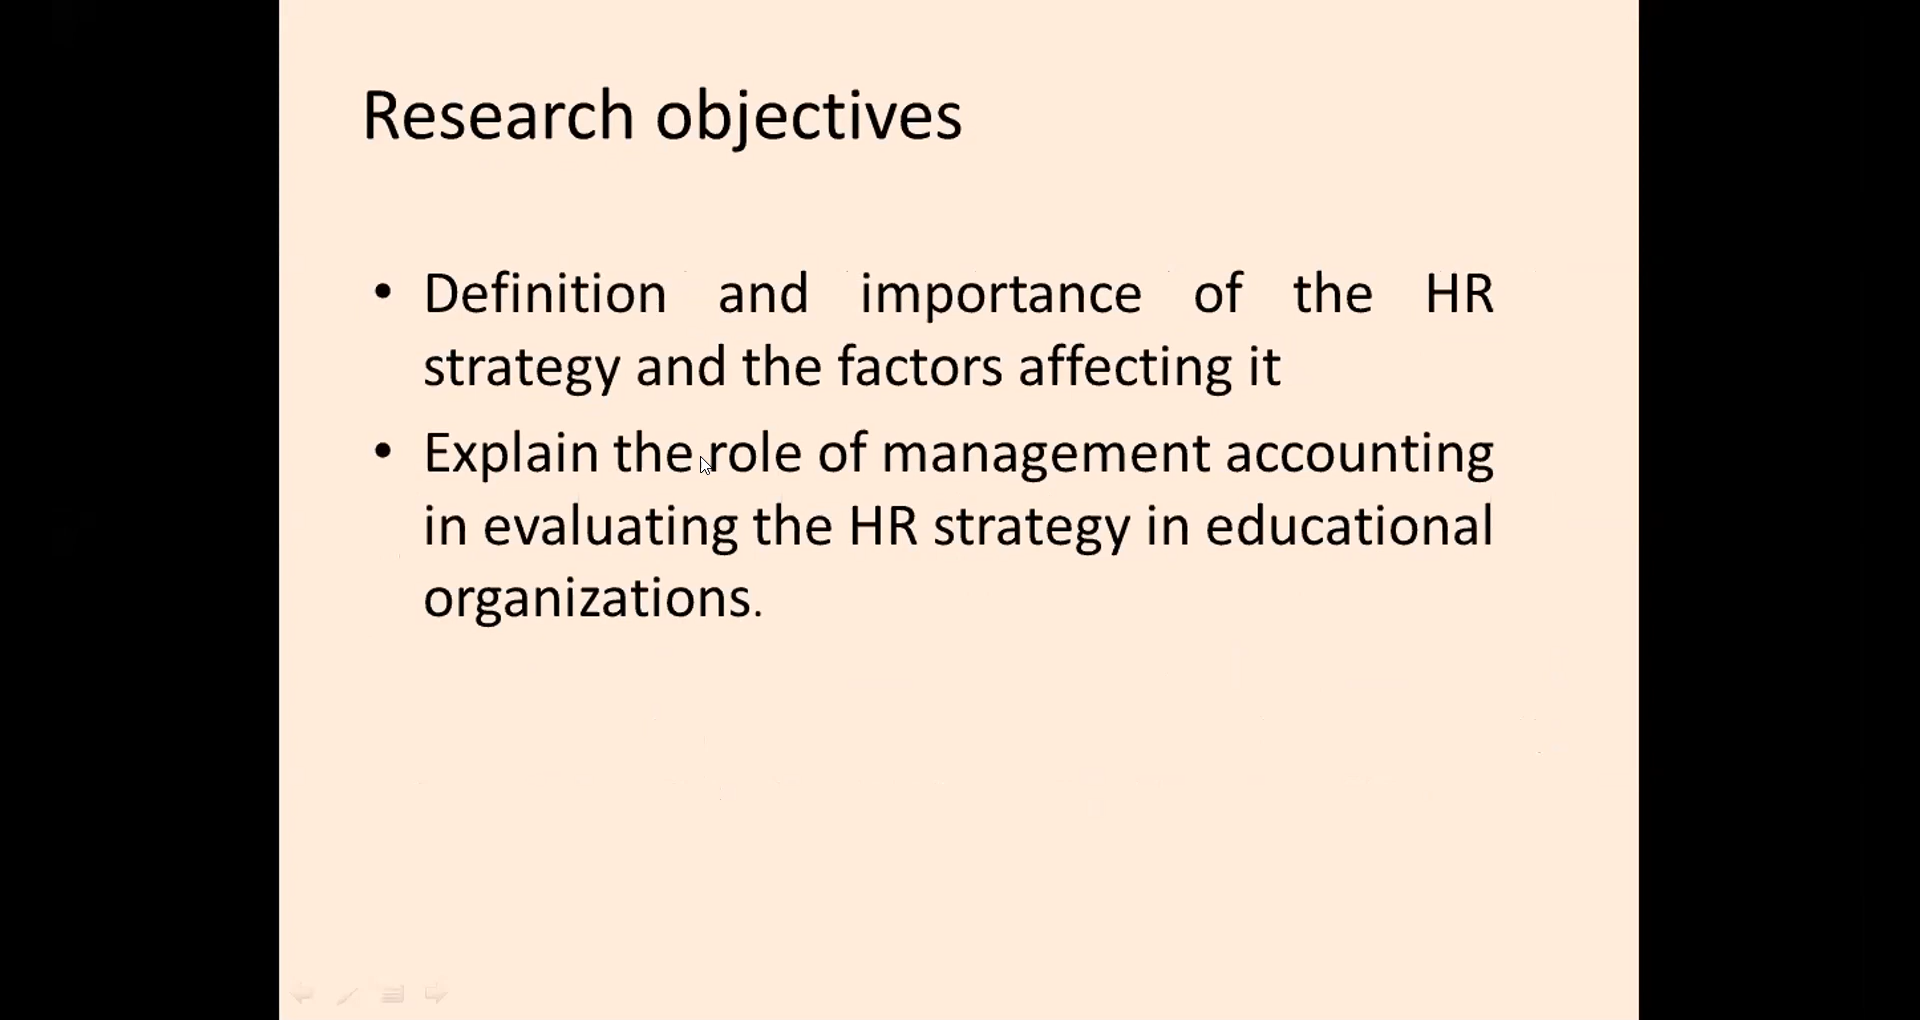 Research objectives
• Definition and importance of the HR
strategy and the factors affecting it
• Explain the role of management accounting
in evaluating the HR strategy in educational
organizations.